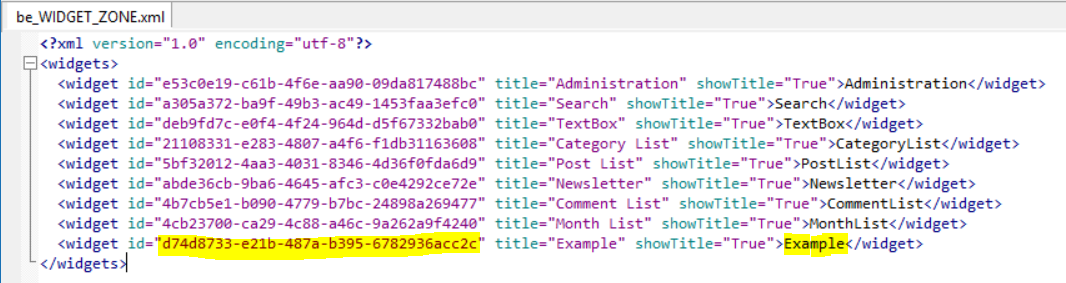 be_WIDGET_ZONE.xml
<?xml version="1.0" encoding="utf-8"?>
<widgets>
<widget id="e53c0e19-c61b-4f6e-aa90-09da817488bc" title="Administration" showTitle="True">Administration</widget>
<widget id="a305a372-ba9f-49b3-ac49-1453faa3efc0" title="Search" showTitle="True">Search</widget>
<widget id="deb9fd7c-e0f4-4f24-964d-d5f67332bab0" title="TextBox" showTitle="True">TextBox</widget>
<widget id="21108331-e283-4807-a4f6-f1db31163608" title="Category List" showTitle="True">CategoryList</widget>
<widget id="5bf32012-4aa3-4031-8346-4d36f0fda6d9" title="Post List" showTitle="True">PostList</widget>
<widget id="abde36cb-9ba6-4645-afc3-c0e4292ce72e" title="Newsletter" showTitle="True">Newsletter</widget>
<widget id="4b7cb5e1-b090-4779-b7bc-24898a269477" title="Comment List" showTitle="True">CommentList</widget>
<widget id="4cb23700-ca29-4c88-a46c-9a262a9f4240" title="Month List" showTitle="True">MonthList</widget>
<widget id="d74d8733-e21b-487a-b395-6782936acc2c" title="Example" showTitle="True">Example</widget>
</widgets>